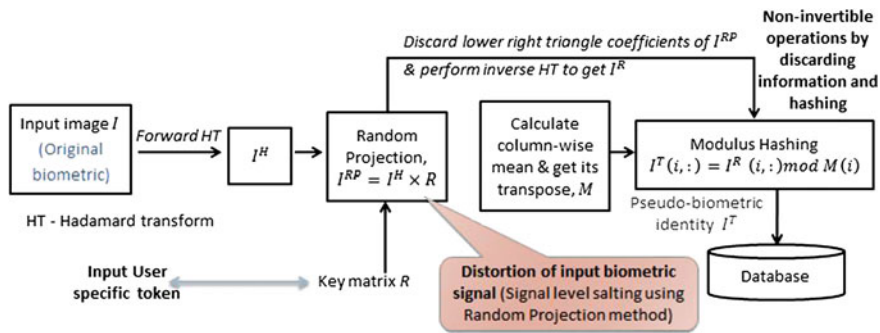 Discard lower right triangle coefficients of I^{RP}
& perform inverse HT to get I^R
Non-invertible
operations by
discarding
information and
hashing
Input image I
(Original
biometric)
Forward HT
I^H
Random
Projection,
I^{RP} = I^H × R
Calculate
column-wise
mean & get its
transpose, M
Modulus Hashing
I^T(i,:) = I^R (i,:)mod M(i)
HT - Hadamard transform
Pseudo-biometric
identity I^T
Input User
specific token
Key matrix R
Distortion of input biometric
signal (Signal level salting using
Random Projection method)
Database